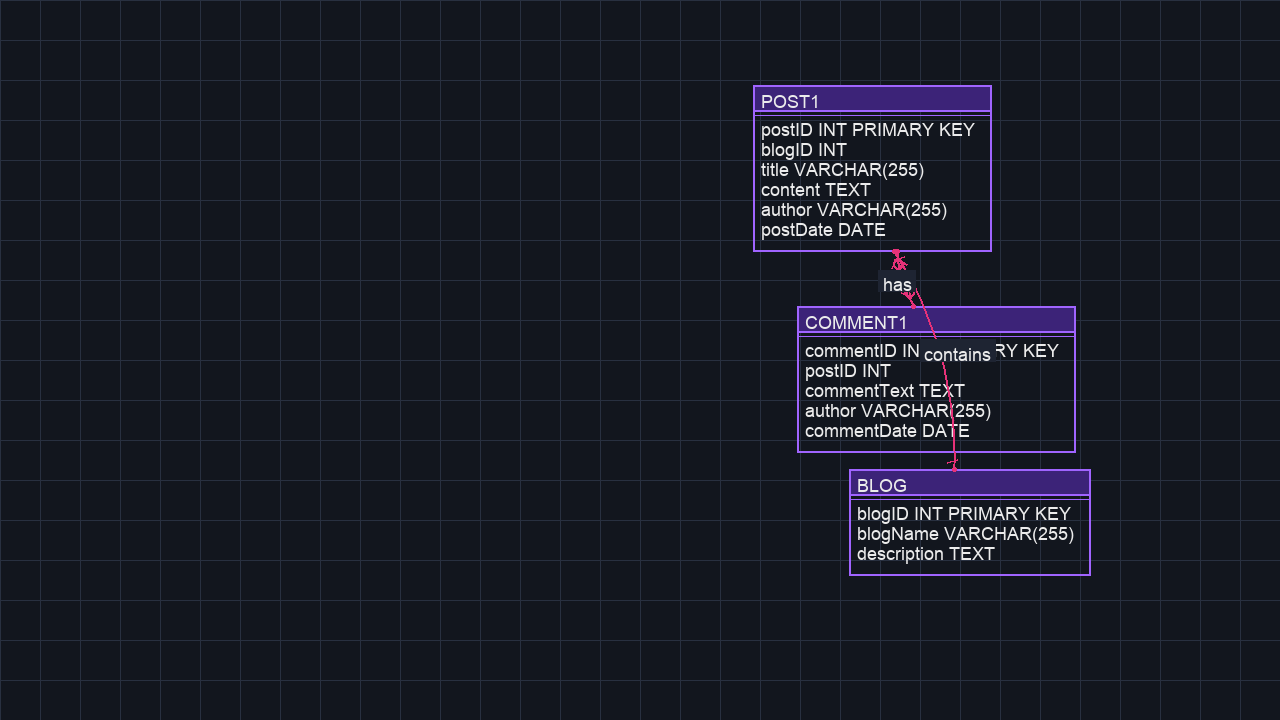 POST1
postID INT PRIMARY KEY
blogID INT
title VARCHAR(255)
content TEXT
author VARCHAR(255)
postDate DATE
has
COMMENT1
commentID IN RY KEY
contains
postID INT
commentText TEXT
author VARCHAR(255)
commentDate DATE
BLOG
blogID INT PRIMARY KEY
blogName VARCHAR(255)
description TEXT